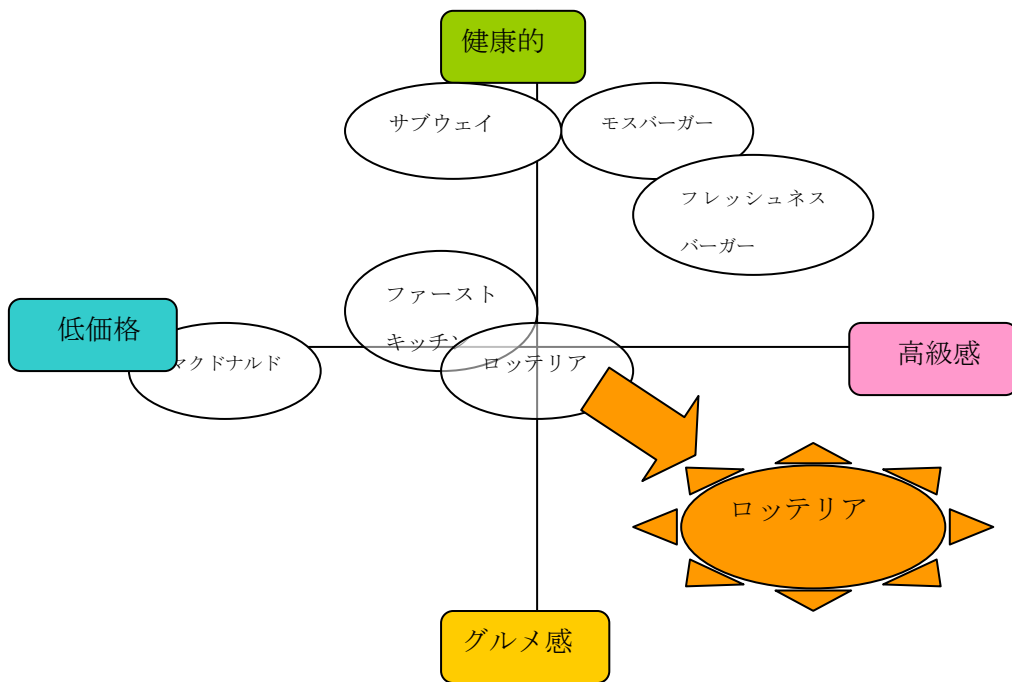 健康的
サブウェイ
モスバーガー
フレッシュネス
バーガー
ファースト
キッチン
低価格
マクドナルド
ロッテリア
高級感
ロッテリア
グルメ感